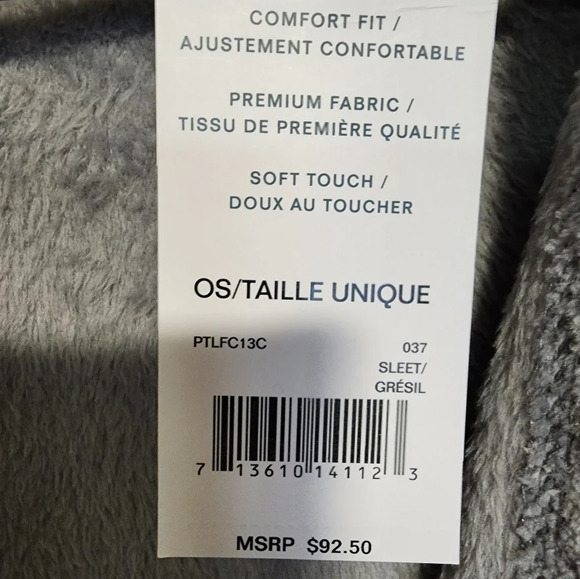 COMFORT FIT /
AJUSTEMENT CONFORTABLE
PREMIUM FABRIC /
TISSU DE PREMIÈRE QUALITÉ
SOFT TOUCH /
DOUX AU TOUCHER
OS/TAILLE UNIQUE
PTLFC13C 037
SLEET/
GRÉSIL
7 13610 14112 3
MSRP $92.50